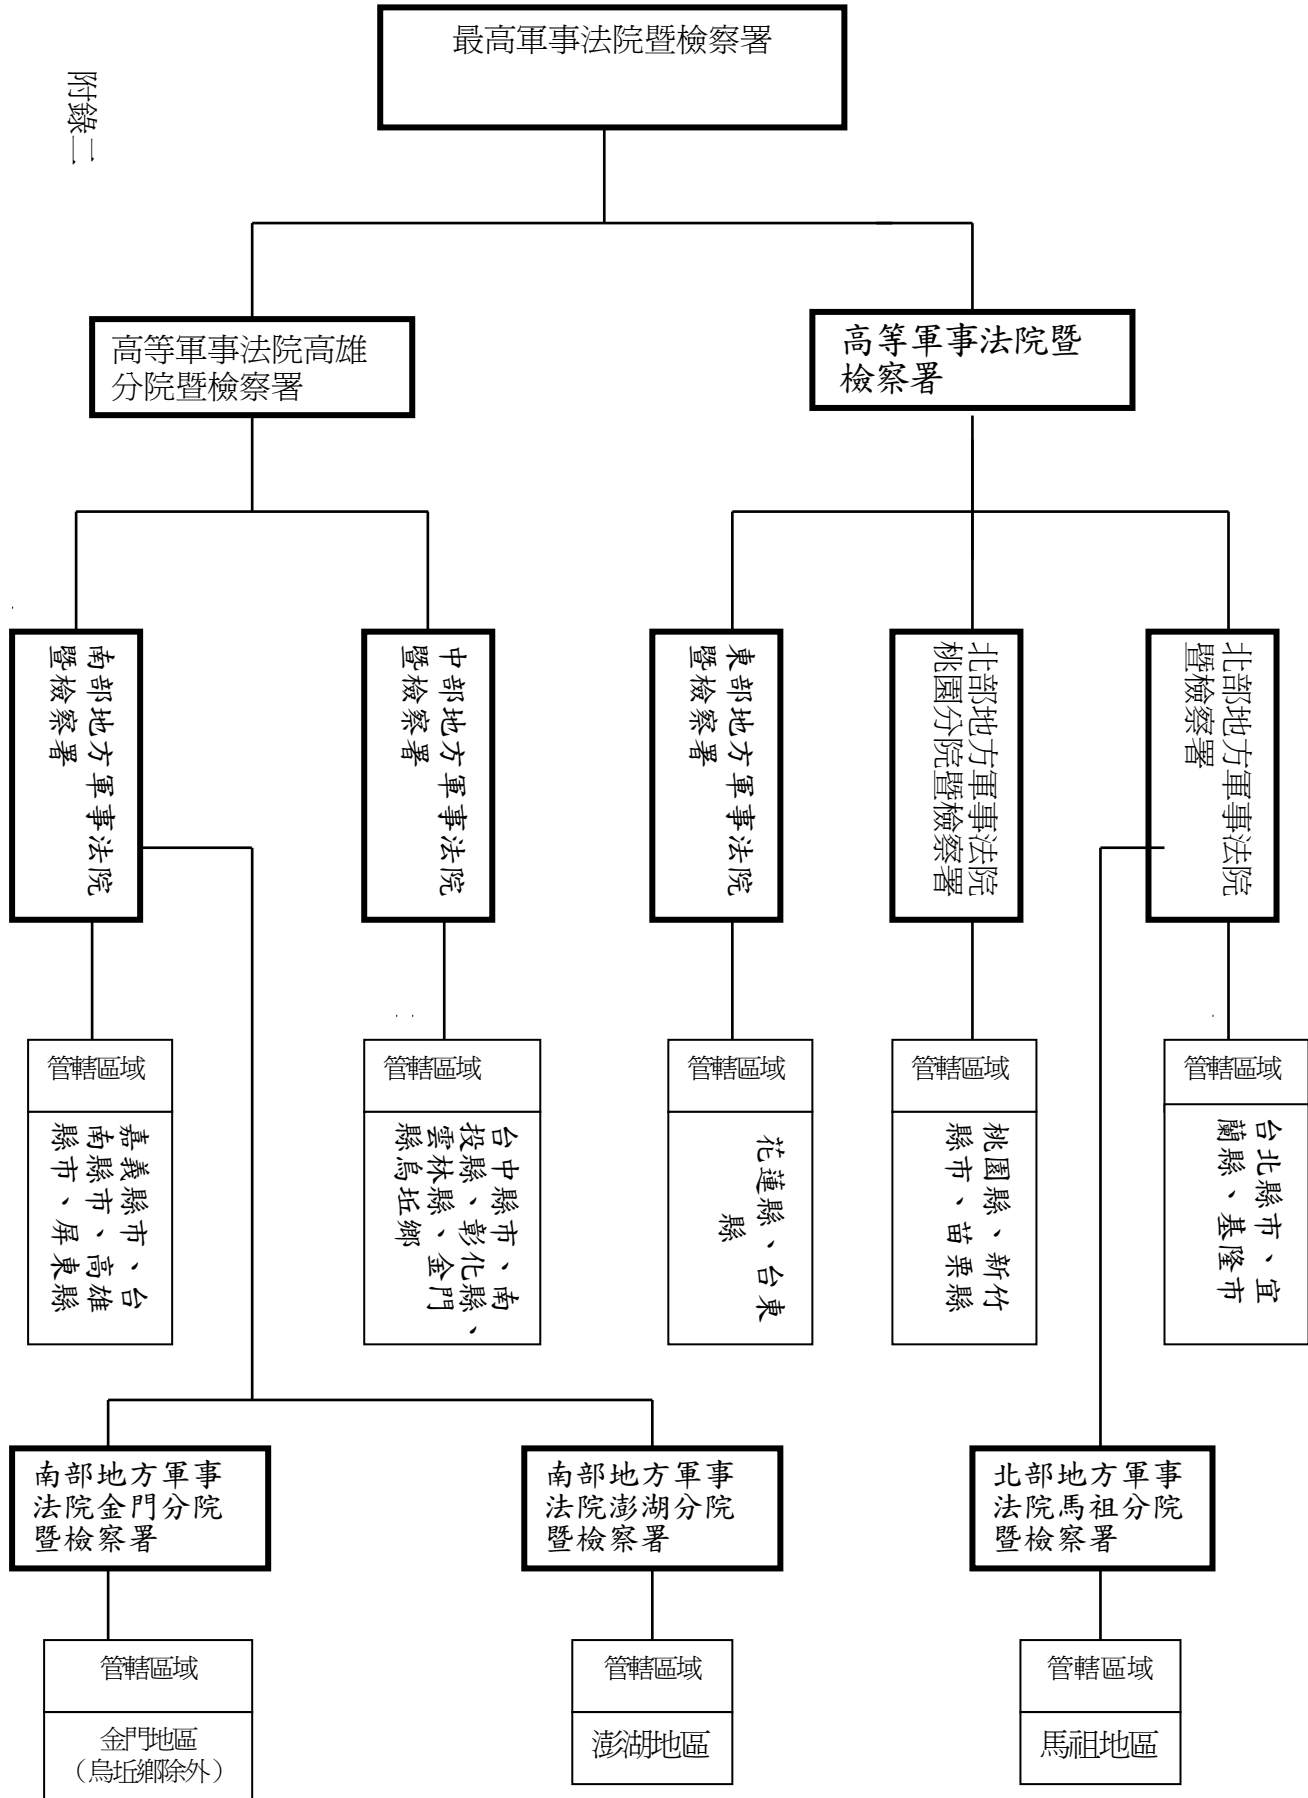 附錄二
最高軍事法院暨檢察署
高等軍事法院高雄
分院暨檢察署
高等軍事法院暨
檢察署
南部地方軍事法院
暨檢察署
中部地方軍事法院
暨檢察署
東部地方軍事法院
暨檢察署
北部地方軍事法院
桃園分院暨檢察署
北部地方軍事法院
暨檢察署
管轄區域
嘉義縣市、台
南縣市、高雄
縣市、屏東縣
管轄區域
台中縣市、南
投縣、彰化縣、
雲林縣、金門
縣烏坵鄉
管轄區域
花蓮縣、台東
縣
管轄區域
桃園縣、新竹
縣市、苗栗縣
管轄區域
台北縣市、宜
蘭縣、基隆市
南部地方軍事
法院金門分院
暨檢察署
南部地方軍事
法院澎湖分院
暨檢察署
北部地方軍事
法院馬祖分院
暨檢察署
管轄區域
金門地區
（烏坵鄉除外）
管轄區域
澎湖地區
管轄區域
馬祖地區